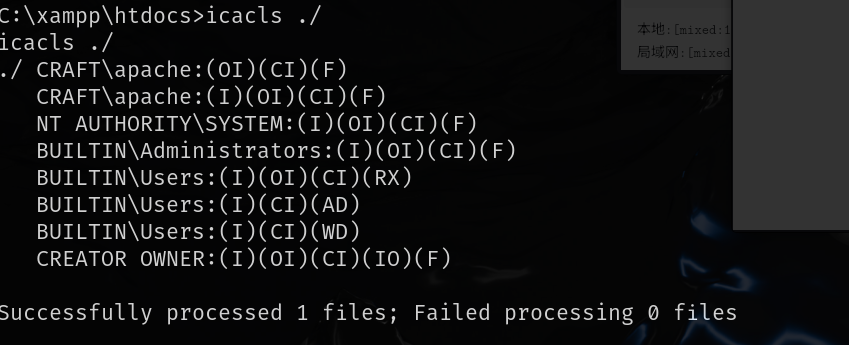 C:\xampp\htdocs>icacls ./
icacls ./
./ CRAFT\apache:(OI)(CI)(F)
CRAFT\apache:(I)(OI)(CI)(F)
NT AUTHORITY\SYSTEM:(I)(OI)(CI)(F)
BUILTIN\Administrators:(I)(OI)(CI)(F)
BUILTIN\Users:(I)(OI)(CI)(RX)
BUILTIN\Users:(I)(CI)(AD)
BUILTIN\Users:(I)(CI)(WD)
CREATOR OWNER:(I)(OI)(CI)(IO)(F)
Successfully processed 1 files; Failed processing 0 files
本地:[mixed:1
局域网:[mixed